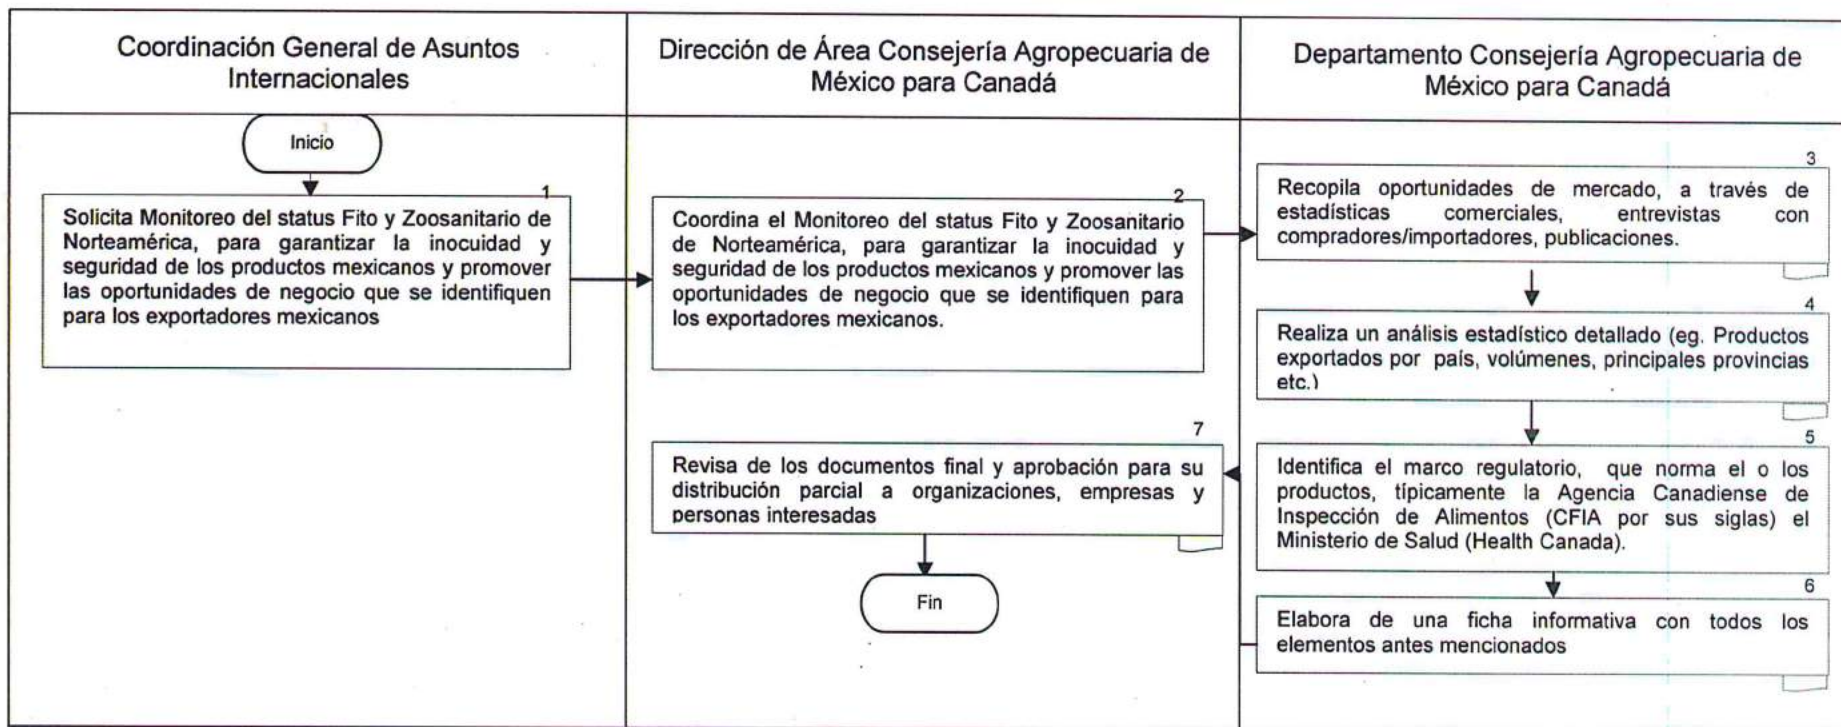 Coordinación General de Asuntos
Internacionales
Dirección de Área Consejería Agropecuaria de
México para Canadá
Departamento Consejería Agropecuaria de
México para Canadá
Inicio
1
Solicita Monitoreo del status Fito y Zoosanitario de
Norteamérica, para garantizar la inocuidad y
seguridad de los productos mexicanos y promover
las oportunidades de negocio que se identifiquen
para los exportadores mexicanos
2
Coordina el Monitoreo del status Fito y Zoosanitario
de Norteamérica, para garantizar la inocuidad y
seguridad de los productos mexicanos y promover las
oportunidades de negocio que se identifiquen para
los exportadores mexicanos.
3
Recopila oportunidades de mercado, a través de
estadísticas comerciales, entrevistas con
compradores/importadores, publicaciones.
4
Realiza un análisis estadístico detallado (eg. Productos
exportados por país, volúmenes, principales provincias
etc.)
5
Identifica el marco regulatorio, que norma el o los
productos, típicamente la Agencia Canadiense de
Inspección de Alimentos (CFIA por sus siglas) el
Ministerio de Salud (Health Canada).
6
Elabora de una ficha informativa con todos los
elementos antes mencionados
7
Revisa de los documentos final y aprobación para su
distribución parcial a organizaciones, empresas y
personas interesadas
Fin